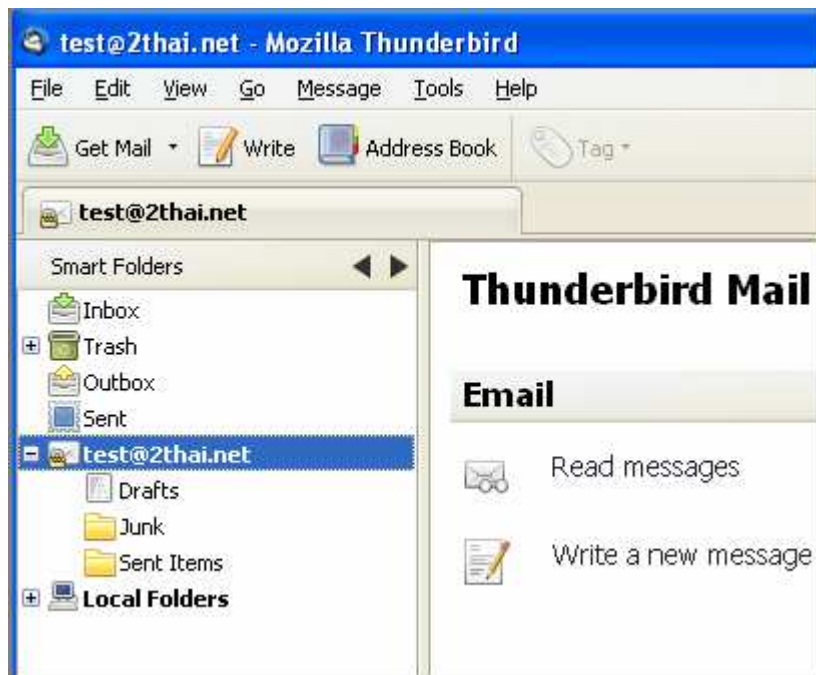 test@2thai.net - Mozilla Thunderbird
File Edit View Go Message Tools Help
Get Mail Write Address Book Tag
test@2thai.net
Smart Folders
Inbox
Trash
Outbox
Sent
test@2thai.net
Drafts
Junk
Sent Items
Local Folders
Thunderbird Mail
Email
Read messages
Write a new message